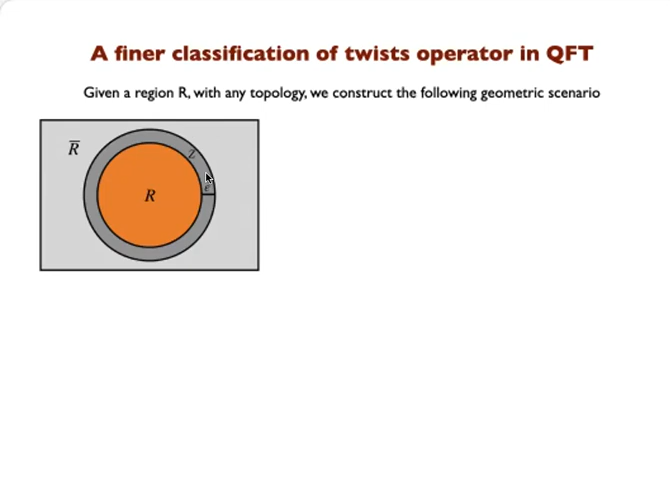 A finer classification of twists operator in QFT
Given a region R, with any topology, we construct the following geometric scenario
R̅
Z
R